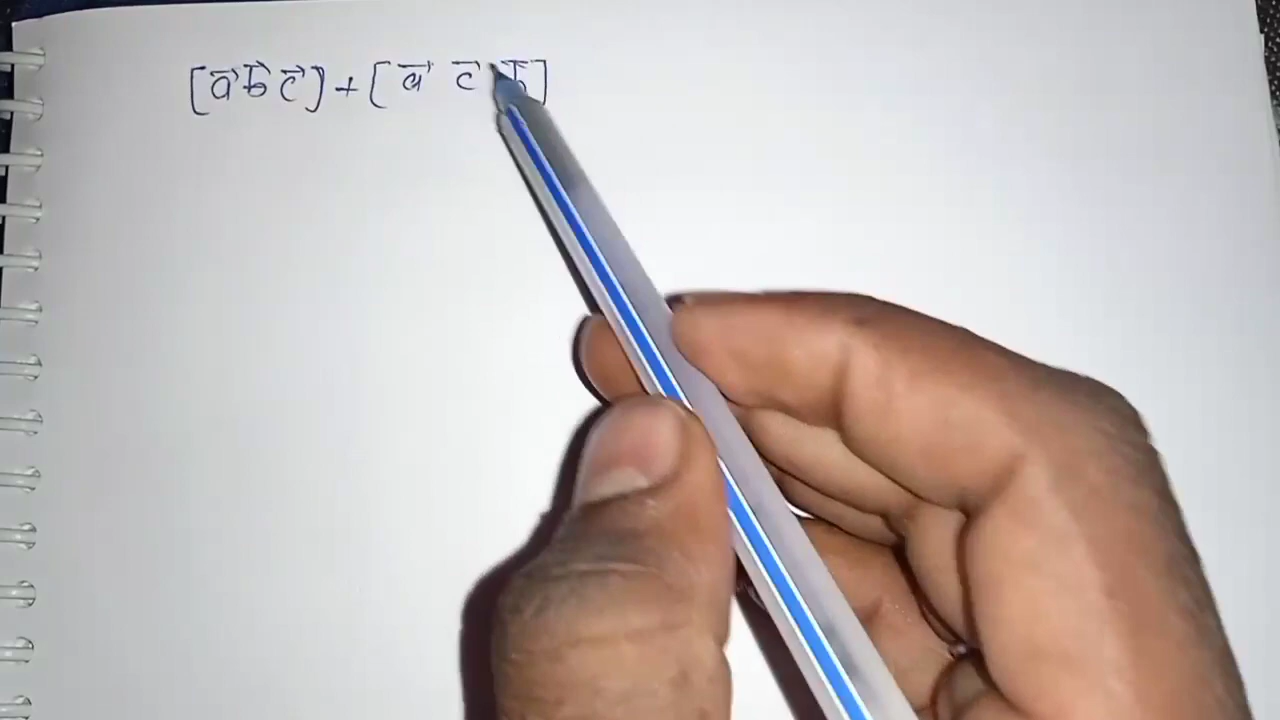 [a⃗ b⃗ c⃗] + [a⃗ c⃗ b⃗]